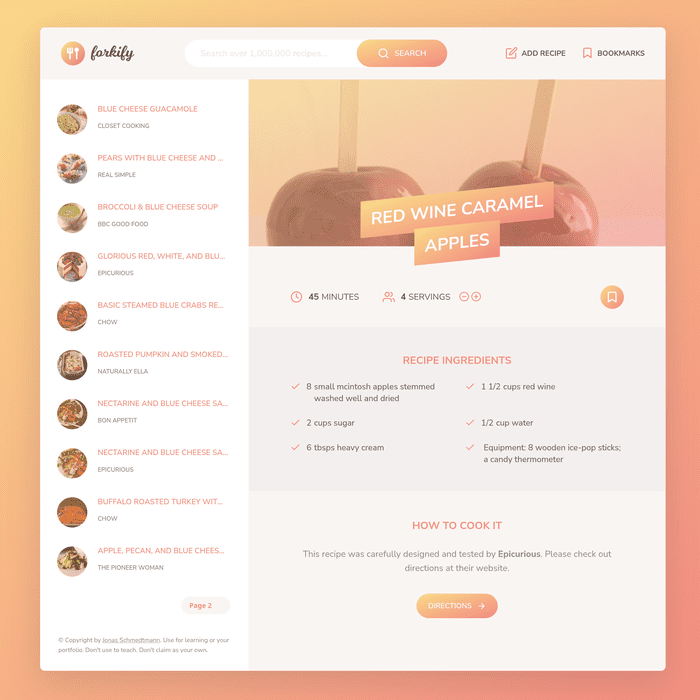 forkify
Search over 1,000,000 recipes...
SEARCH
ADD RECIPE
BOOKMARKS
BLUE CHEESE GUACAMOLE
CLOSET COOKING
PEARS WITH BLUE CHEESE AND ...
REAL SIMPLE
BROCCOLI & BLUE CHEESE SOUP
BBC GOOD FOOD
GLORIOUS RED, WHITE, AND BLU...
EPICURIOUS
BASIC STEAMED BLUE CRABS RE...
CHOW
ROASTED PUMPKIN AND SMOKED...
NATURALLY ELLA
NECTARINE AND BLUE CHEESE SA...
BON APPETIT
NECTARINE AND BLUE CHEESE SA...
EPICURIOUS
BUFFALO ROASTED TURKEY WIT...
CHOW
APPLE, PECAN, AND BLUE CHEES...
THE PIONEER WOMAN
Page 2
© Copyright by Jonas Schmedtmann. Use for learning or your
portfolio. Don't use to teach. Don't claim as your own.
RED WINE CARAMEL
APPLES
45 MINUTES
4 SERVINGS
RECIPE INGREDIENTS
8 small mcintosh apples stemmed
washed well and dried
1 1/2 cups red wine
2 cups sugar
1/2 cup water
6 tbsps heavy cream
Equipment: 8 wooden ice-pop sticks;
a candy thermometer
HOW TO COOK IT
This recipe was carefully designed and tested by Epicurious. Please check out
directions at their website.
DIRECTIONS